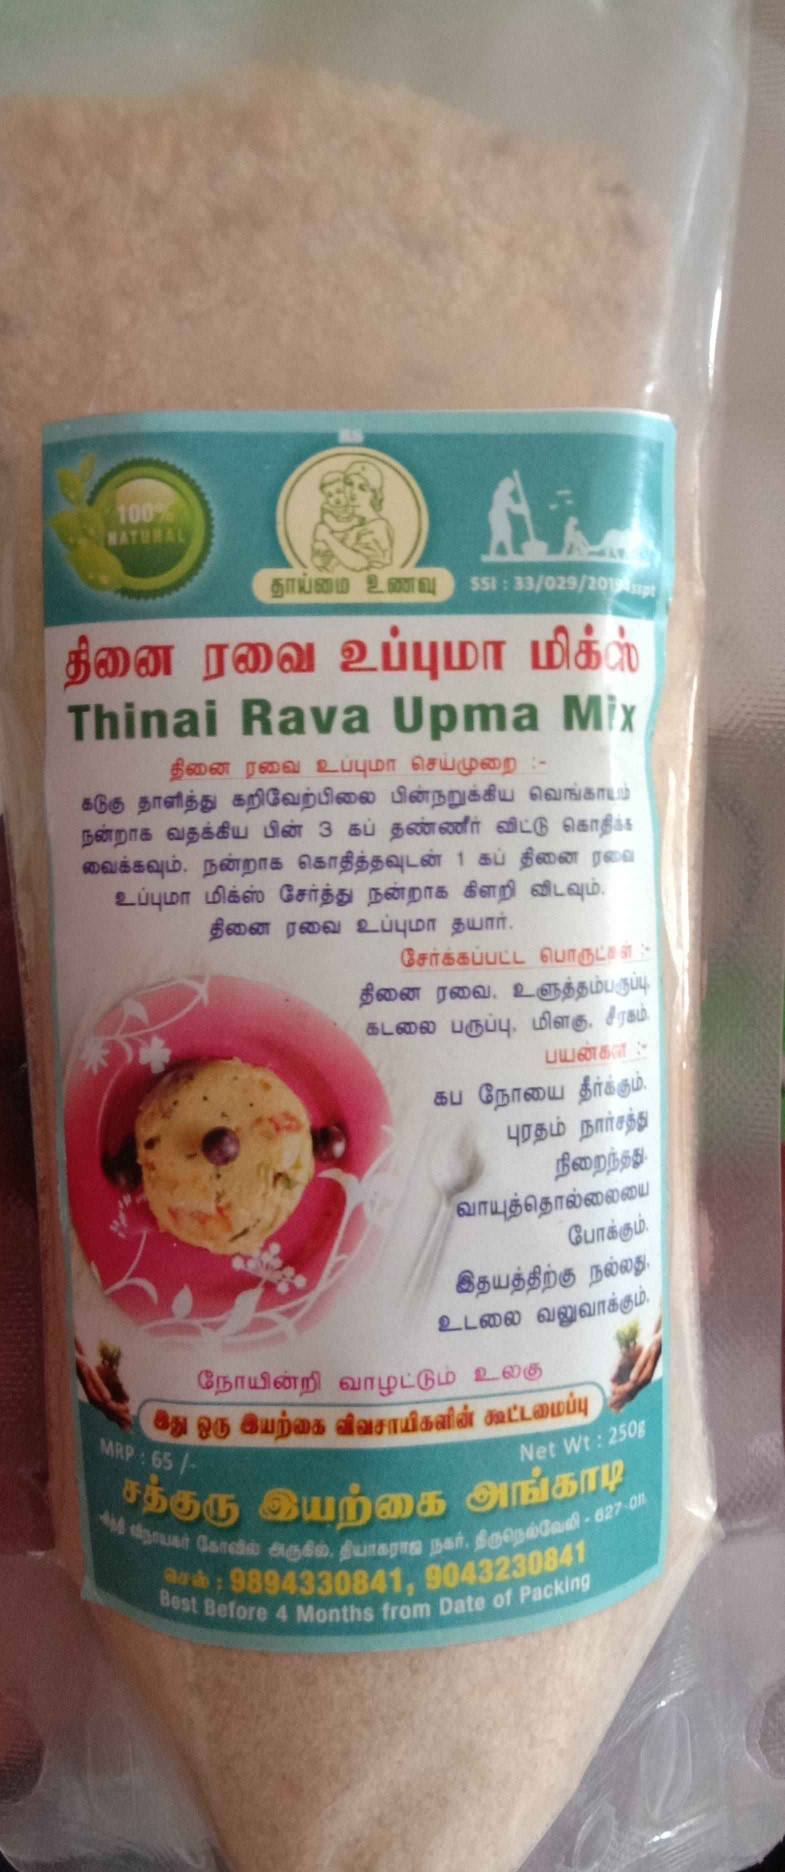 100%
NATURAL
தாய்மை உணவு
SSI : 33/029/2019
தினை ரவை உப்புமா மிக்ஸ்
Thinai Rava Upma Mix
தினை ரவை உப்புமா செய்முறை :-
கடுகு தாளித்து கறிவேற்பிலை பின்நறுக்கிய வெங்காயம்
நன்றாக வதக்கிய பின் 3 கப் தண்ணீர் விட்டு கொதிக்க
வைக்கவும். நன்றாக கொதித்தவுடன் 1 கப் தினை ரவை
உப்புமா மிக்ஸ் சேர்த்து நன்றாக கிளறி விடவும்.
தினை ரவை உப்புமா தயார்.
சேர்க்கப்பட்ட பொருட்கள் :-
தினை ரவை, உளுத்தம்பருப்பு,
கடலை பருப்பு, மிளகு, சீரகம்.
பயன்கள் :-
கப நோயை தீர்க்கும்.
புரதம் நார்சத்து
நிறைந்தது.
வாயுத்தொல்லையை
போக்கும்.
இதயத்திற்கு நல்லது.
உடலை வலுவாக்கும்.
நோயின்றி வாழட்டும் உலகு
இது ஒரு இயற்கை விவசாயிகளின் கூட்டமைப்பு
MRP : 65 /-
Net Wt : 250g
சத்குரு இயற்கை அங்காடி
விநாயகர் கோவில் அருகில், தியாகராஜ நகர், திருநெல்வேலி - 627 011.
செல் : 9894330841, 9043230841
Best Before 4 Months from Date of Packing